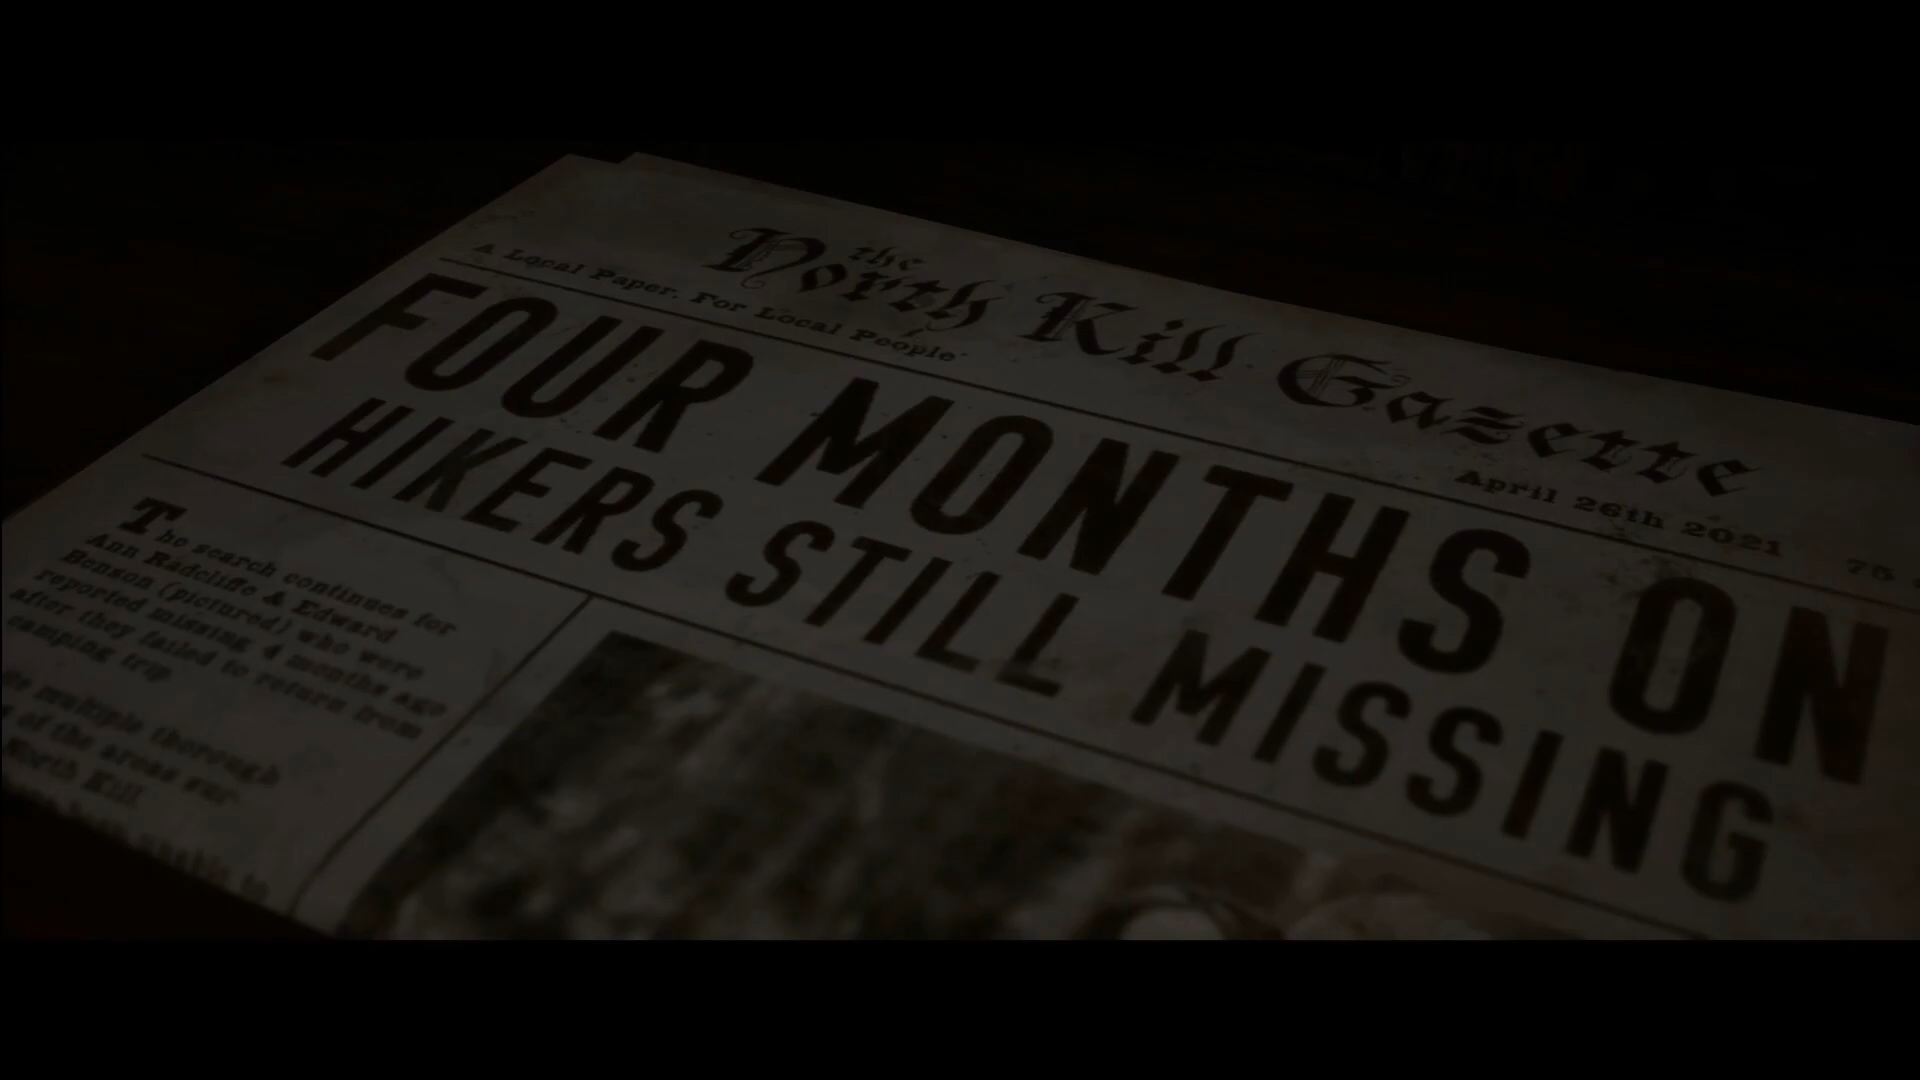 the
North Kill Gazette
A Local Paper. For Local People
April 26th 2021
75
FOUR MONTHS ON
HIKERS STILL MISSING
The search continues for
Ann Radcliffe & Edward
Benson (pictured) who were
reported missing 4 months ago
after they failed to return from
camping trip
multiple thorough
of the areas sur-
North Kill
to